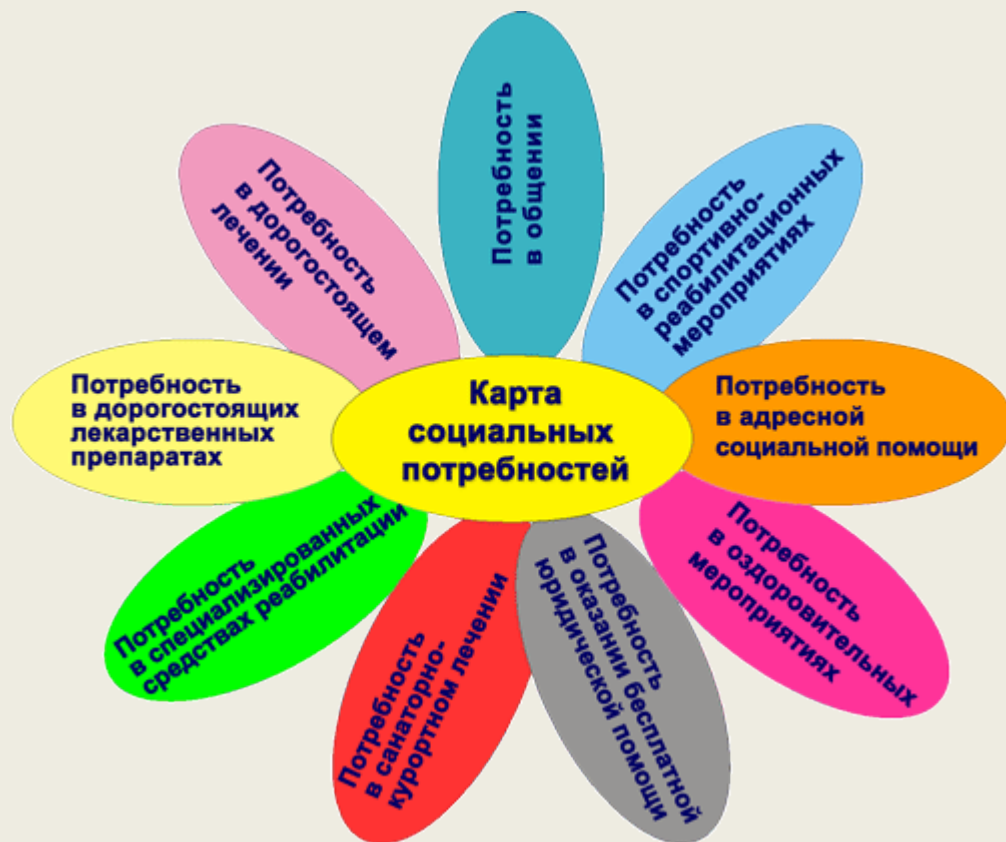 Карта
социальных
потребностей
Потребность
в общении
Потребность
в спортивно-
реабилитационных
мероприятиях
Потребность
в адресной
социальной помощи
Потребность
в оздоровительных
мероприятиях
Потребность
в оказании бесплатной
юридической помощи
Потребность
в санаторно-
курортном лечении
Потребность
в специализированных
средствах реабилитации
Потребность
в дорогостоящих
лекарственных
препаратах
Потребность
в дорогостоящем
лечении